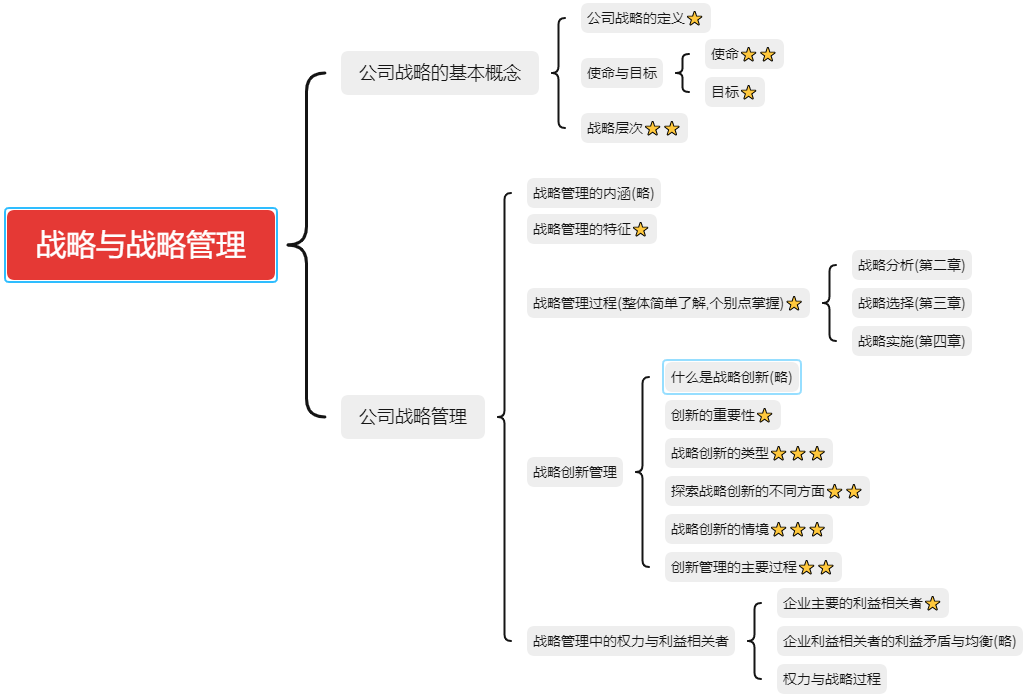 战略与战略管理
公司战略的基本概念
公司战略的定义
使命与目标
使命
目标
战略层次
公司战略管理
战略管理的内涵(略)
战略管理的特征
战略管理过程(整体简单了解,个别点掌握)
战略分析(第二章)
战略选择(第三章)
战略实施(第四章)
战略创新管理
什么是战略创新(略)
创新的重要性
战略创新的类型
探索战略创新的不同方面
战略创新的情境
创新管理的主要过程
战略管理中的权力与利益相关者
企业主要的利益相关者
企业利益相关者的利益矛盾与均衡(略)
权力与战略过程